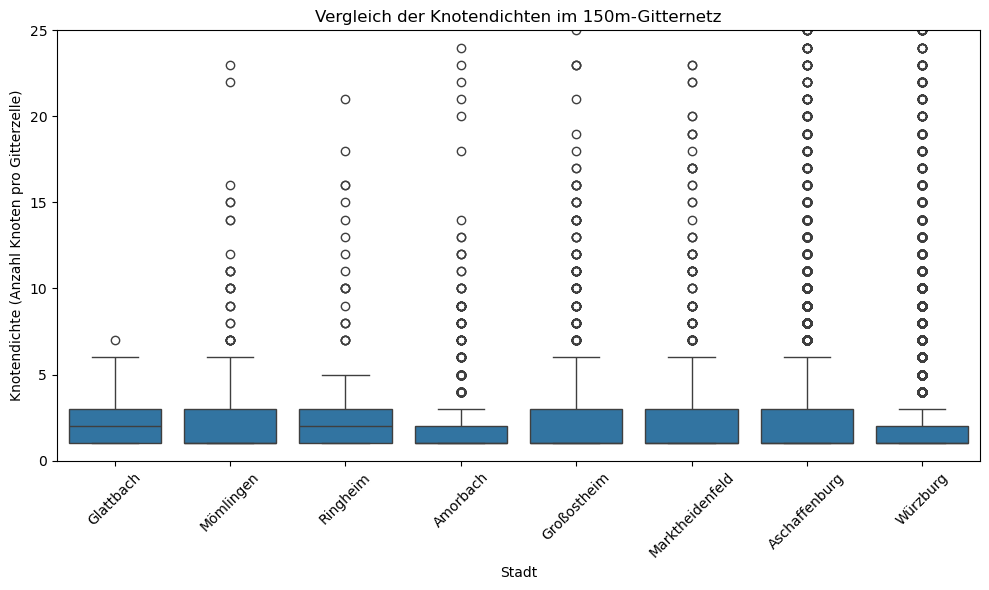 Vergleich der Knotendichten im 150m-Gitternetz
Knotendichte (Anzahl Knoten pro Gitterzelle)
25
20
15
10
5
0
Glattbach
Mömlingen
Ringheim
Amorbach
Großostheim
Marktheidenfeld
Aschaffenburg
Würzburg
Stadt